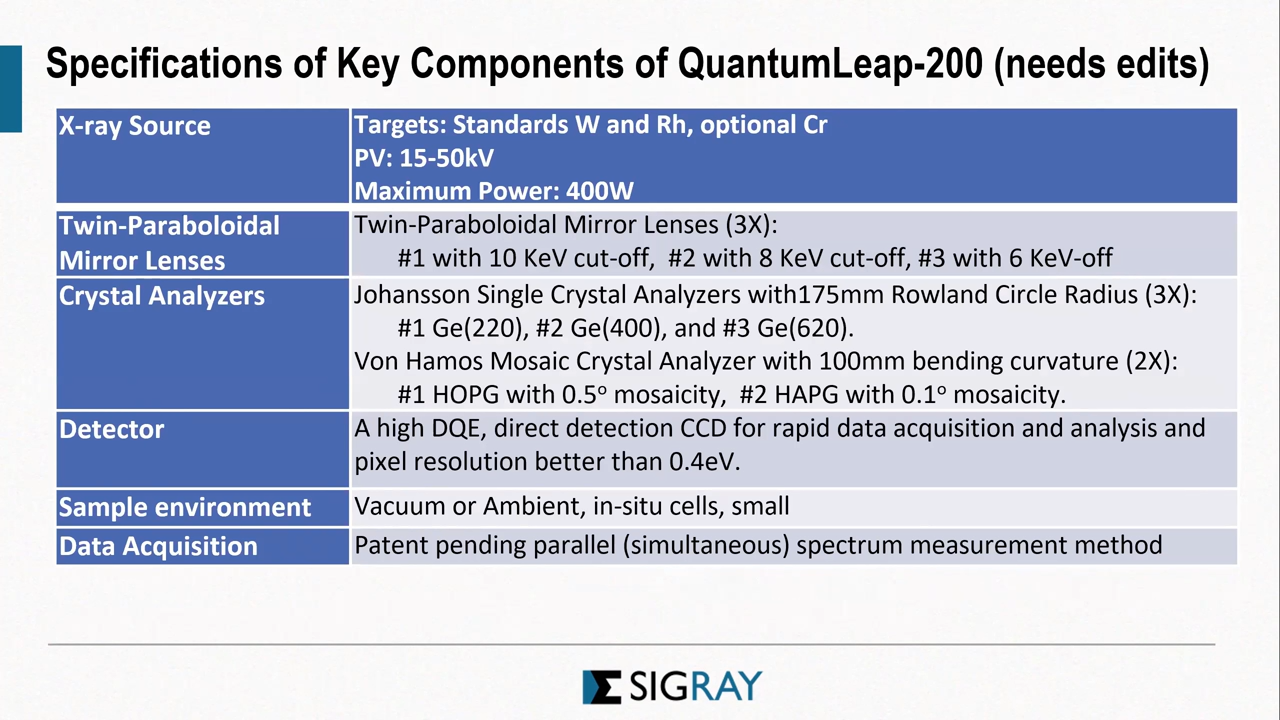 Specifications of Key Components of QuantumLeap-200 (needs edits)
X-ray Source
Targets: Standards W and Rh, optional Cr
PV: 15-50kV
Maximum Power: 400W
Twin-Paraboloidal
Mirror Lenses
Twin-Paraboloidal Mirror Lenses (3X):
#1 with 10 KeV cut-off, #2 with 8 KeV cut-off, #3 with 6 KeV-off
Crystal Analyzers
Johansson Single Crystal Analyzers with175mm Rowland Circle Radius (3X):
#1 Ge(220), #2 Ge(400), and #3 Ge(620).
Von Hamos Mosaic Crystal Analyzer with 100mm bending curvature (2X):
#1 HOPG with 0.5º mosaicity, #2 HAPG with 0.1º mosaicity.
Detector
A high DQE, direct detection CCD for rapid data acquisition and analysis and
pixel resolution better than 0.4eV.
Sample environment
Vacuum or Ambient, in-situ cells, small
Data Acquisition
Patent pending parallel (simultaneous) spectrum measurement method
SIGRAY